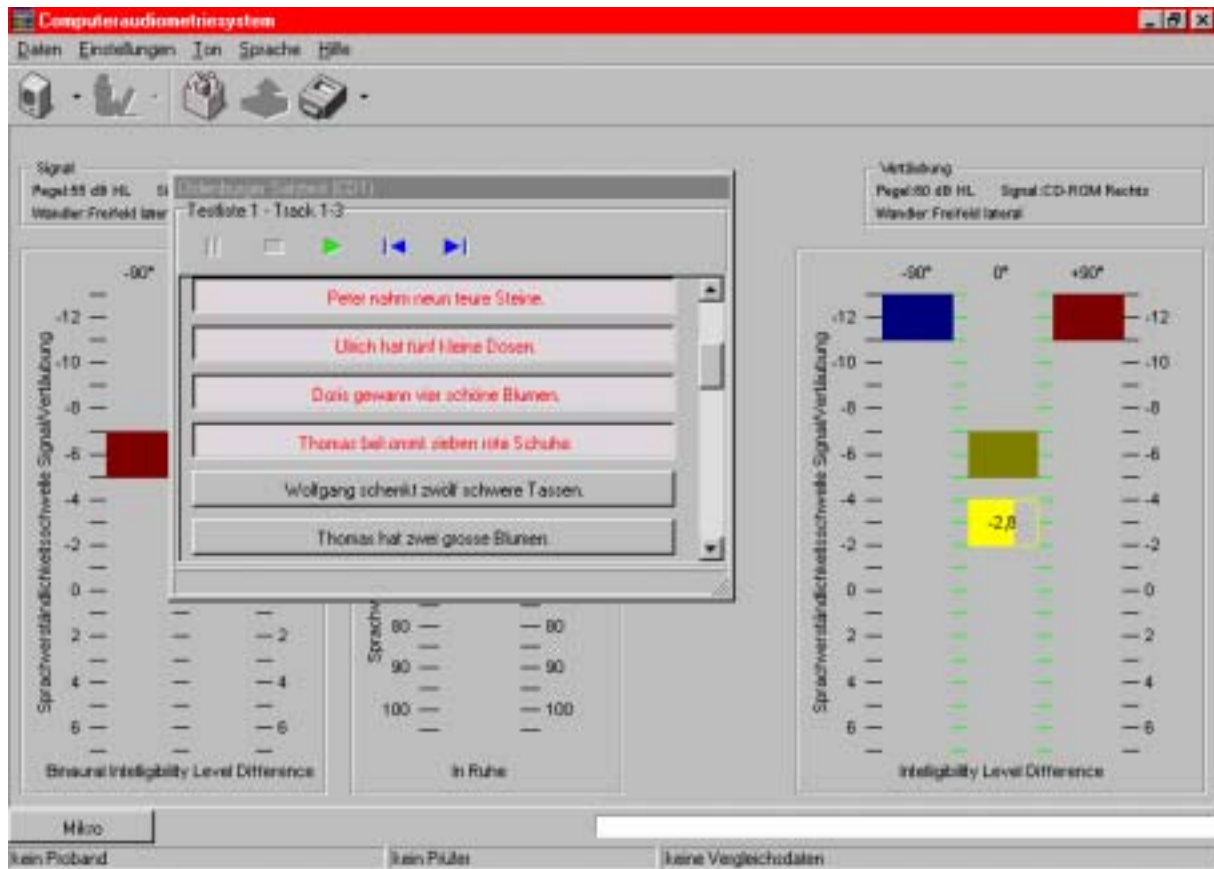 Computeraudiometriesystem
Daten Einstellungen Ton Sprache Hilfe
Signal
Pegel:55 dB HL
Wandler:Freifeld
Vertäubung
Pegel:60 dB HL Signal:CD-ROM Rechts
Wandler:Freifeld lateral
Oldenburger Satztest (CD1)
Testliste 1 - Track 1-3
Peter nahm neun teure Steine.
Ulrich hat fünf kleine Dosen.
Doris gewann vier schöne Blumen.
Thomas bekommt sieben rote Schuhe.
Wolfgang schenkt zwölf schwere Tassen.
Thomas hat zwei grosse Blumen.
-90°
-12
-10
-8
-6
-4
-2
0
2 2
4 4
6 6
Sprachverständlichkeitsschwelle Signal/Vertäubung
Binaural Intelligibility Level Difference
80 80
90 90
100 100
In Ruhe
-90° 0° +90°
-12 -12
-10 -10
-8 -8
-6 -6
-4 -4
-2,8
-2 -2
0 0
2 2
4 4
6 6
Sprachverständlichkeitsschwelle Signal/Vertäubung
Intelligibility Level Difference
Mikro
kein Proband kein Prüfer keine Vergleichsdaten